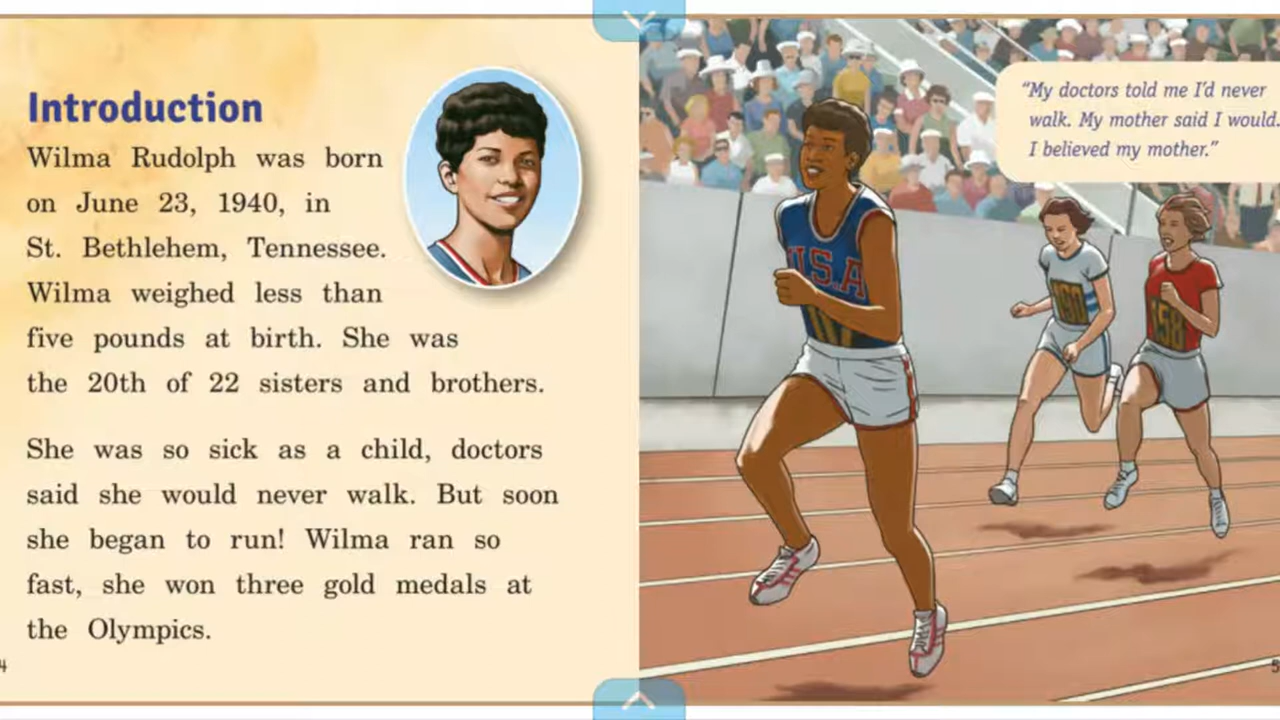 Introduction
Wilma Rudolph was born
on June 23, 1940, in
St. Bethlehem, Tennessee.
Wilma weighed less than
five pounds at birth. She was
the 20th of 22 sisters and brothers.
She was so sick as a child, doctors
said she would never walk. But soon
she began to run! Wilma ran so
fast, she won three gold medals at
the Olympics.
4
“My doctors told me I’d never
walk. My mother said I would.
I believed my mother.”
U.S.A
158
5